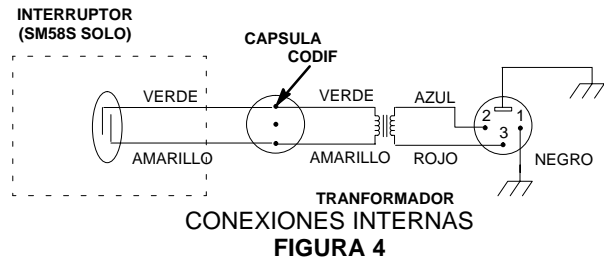 INTERRUPTOR
(SM58S SOLO)
CAPSULA
CODIF
VERDE
VERDE
AZUL
2
1
3
AMARILLO
AMARILLO
ROJO
NEGRO
TRANFORMADOR
CONEXIONES INTERNAS
FIGURA 4